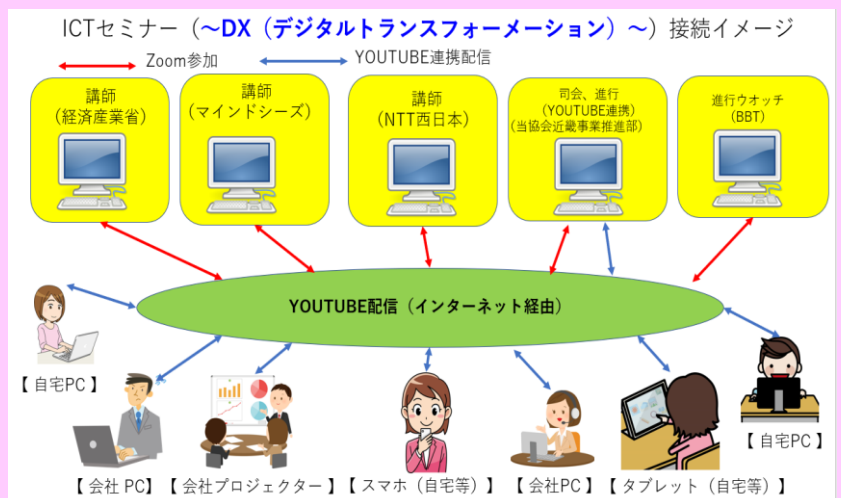 ICTセミナー（～DX（デジタルトランスフォーメーション）～）接続イメージ
Zoom参加
YOUTUBE連携配信
講師
（経済産業省）
講師
（マインドシーズ）
講師
（NTT西日本）
司会、進行
（YOUTUBE連携）
（当協会近畿事業推進部）
進行ウオッチ
（BBT）
YOUTUBE配信（インターネット経由）
【 自宅PC 】
【 自宅PC 】
【 会社 PC】
【 会社プロジェクター 】
【 スマホ（自宅等）】
【 会社PC 】
【 タブレット（自宅等）】